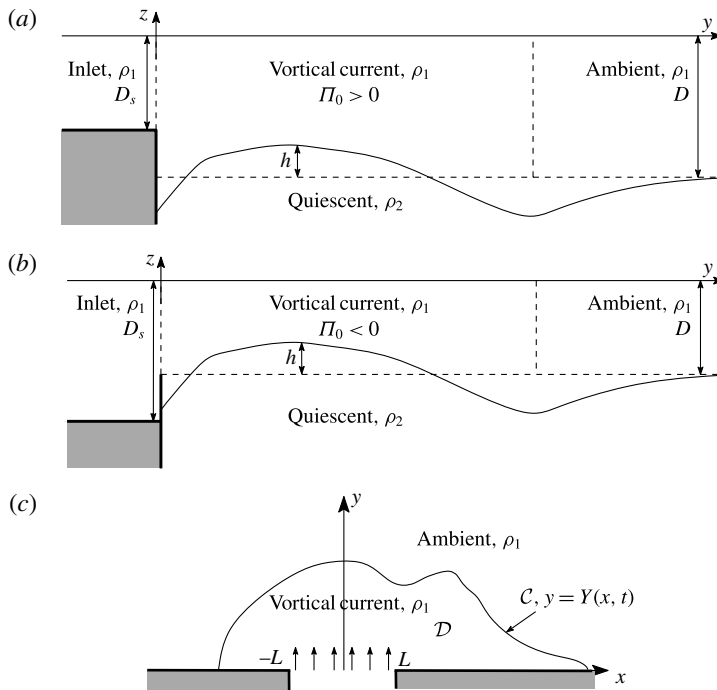 (a)
z
y
Inlet, ρ₁
Dₛ
Vortical current, ρ₁
Π₀ > 0
Ambient, ρ₁
D
h
Quiescent, ρ₂
(b)
z
y
Inlet, ρ₁
Dₛ
Vortical current, ρ₁
Π₀ < 0
Ambient, ρ₁
D
h
Quiescent, ρ₂
(c)
y
Ambient, ρ₁
Vortical current, ρ₁
𝒞, y = Y(x, t)
𝒟
−L
L
x